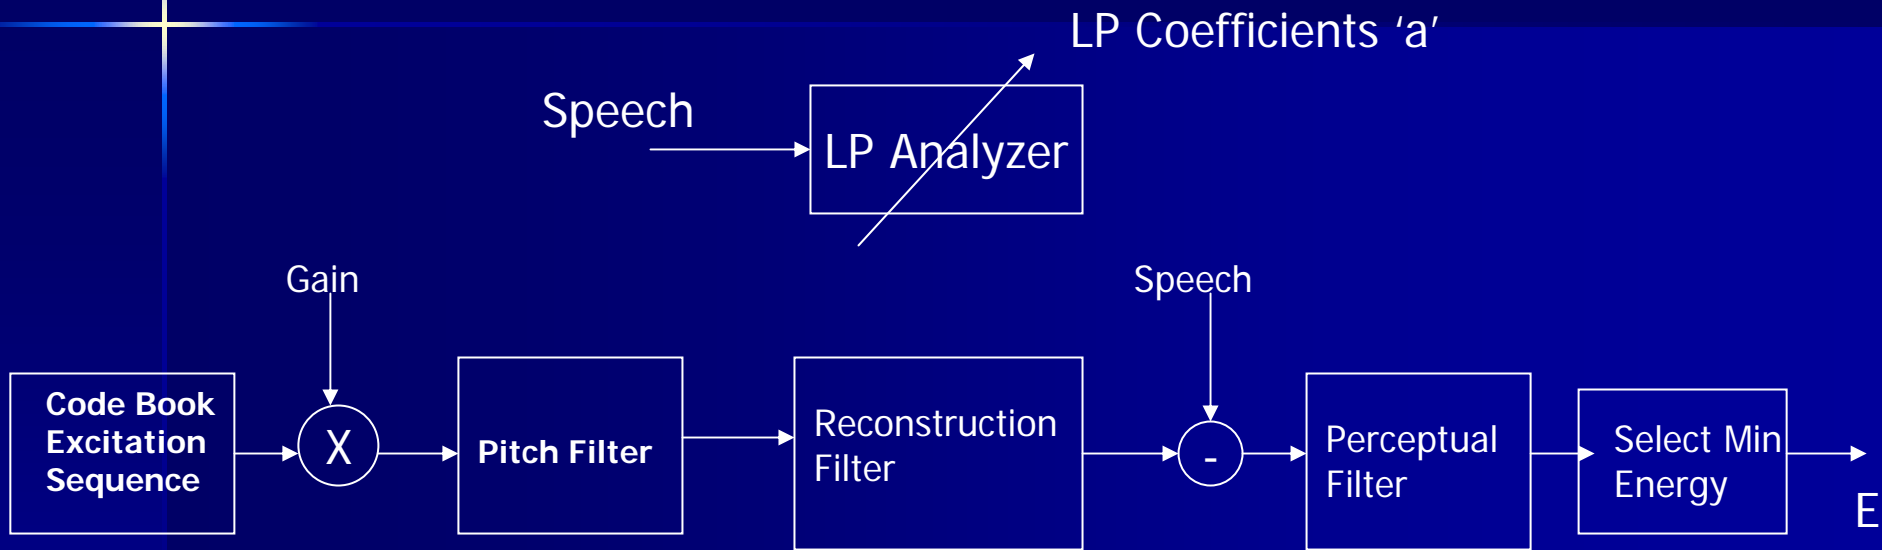 LP Coefficients ‘a’
Speech
LP Analyzer
Gain
Speech
Code Book
Excitation
Sequence
X
Pitch Filter
Reconstruction
Filter
-
Perceptual
Filter
Select Min
Energy
E